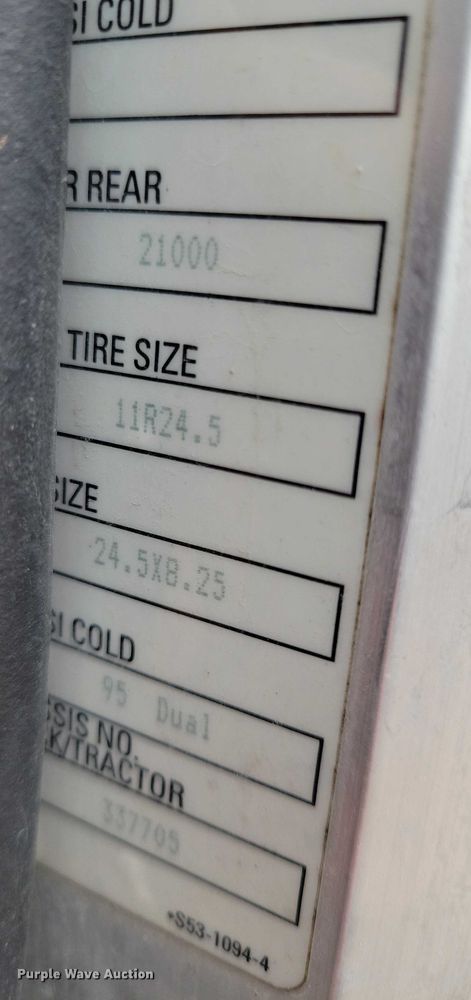 SI COLD
R REAR
21000
TIRE SIZE
11R24.5
SIZE
24.5X8.25
SI COLD
95 Dual
SSIS NO.
K/TRACTOR
337705
*S53-1094-4
Purple Wave Auction